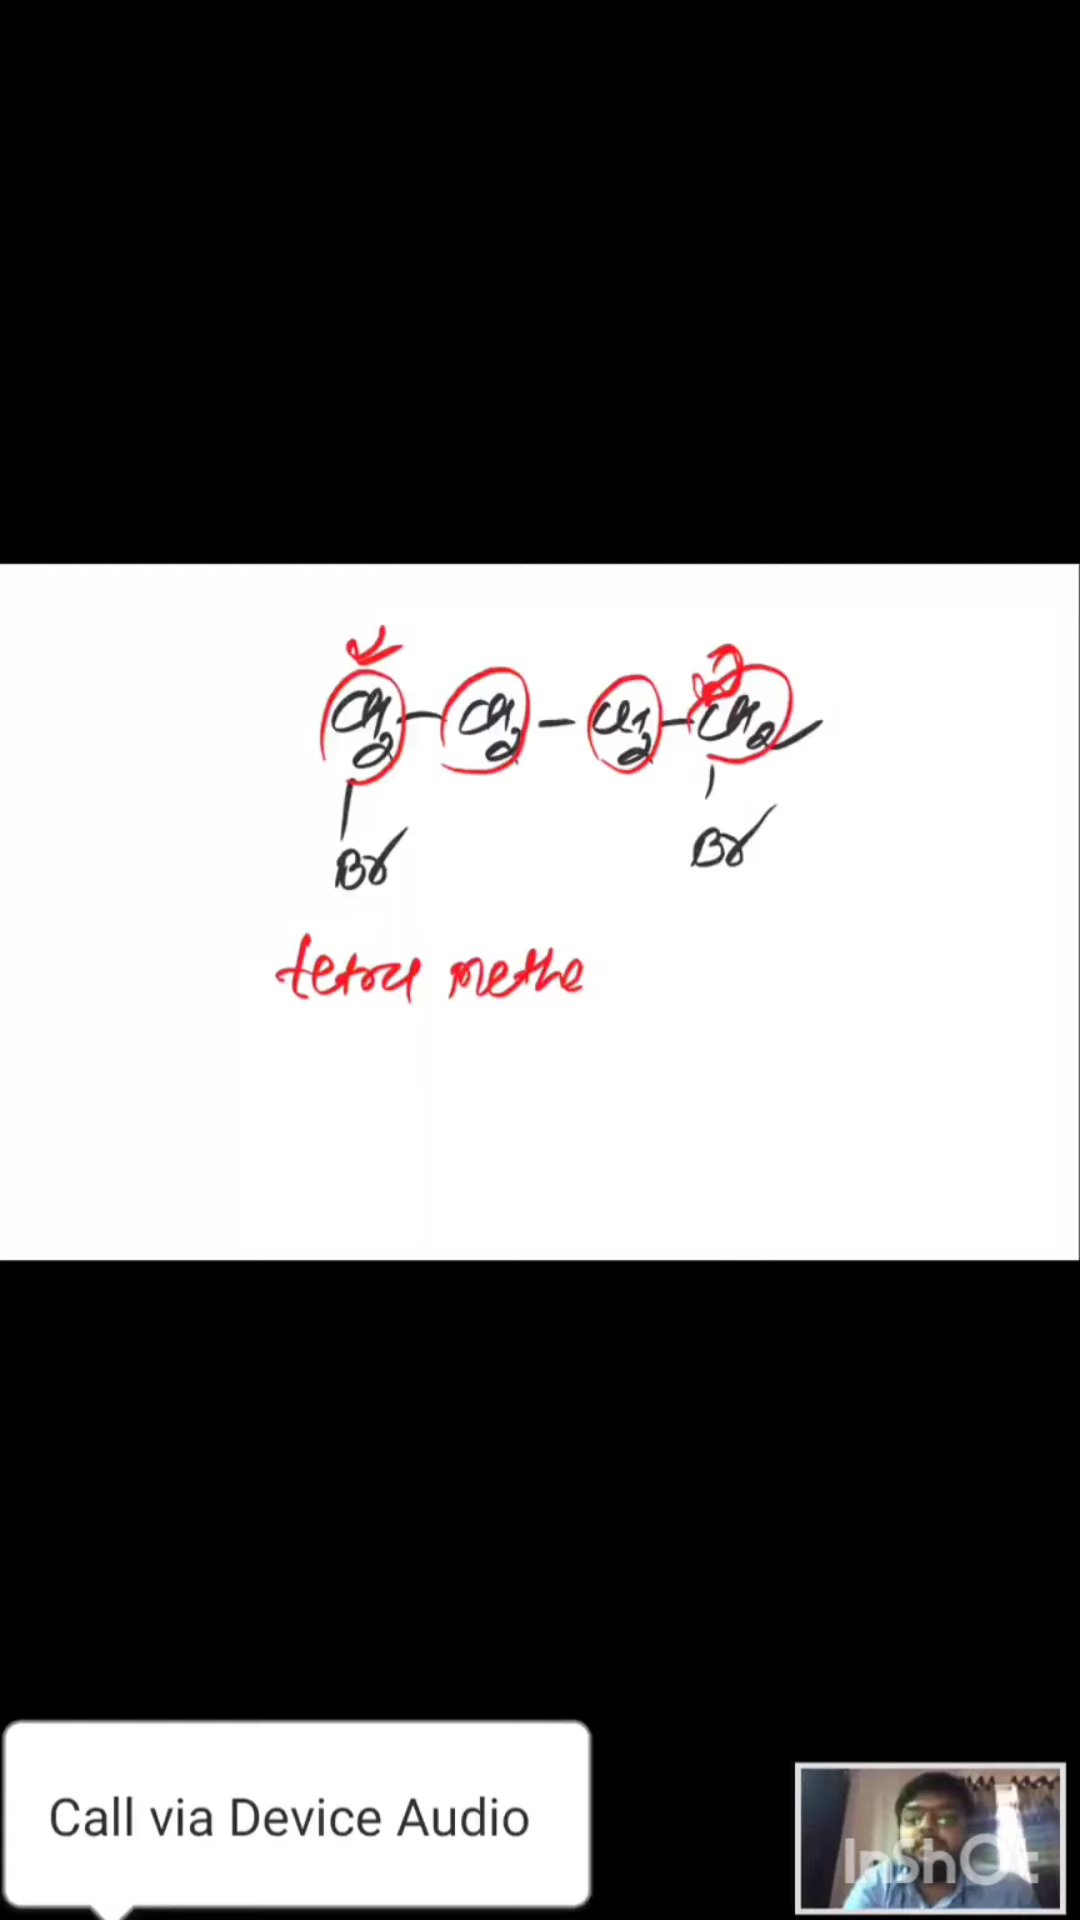 CH2 - CH2 - CH2 - CH2
Br Br
tetra methe
Call via Device Audio
InShOt